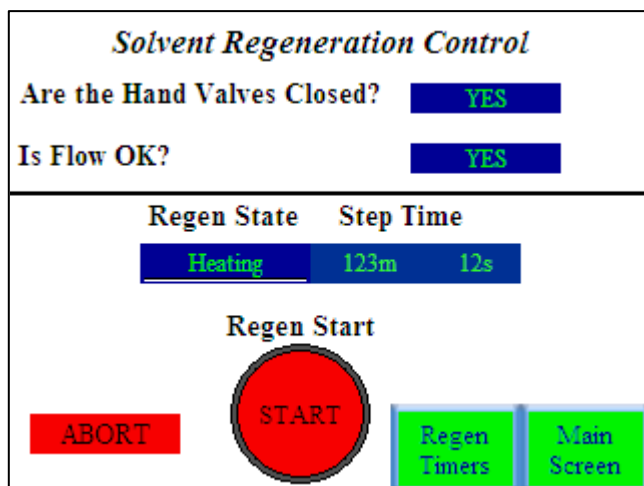 Solvent Regeneration Control
Are the Hand Valves Closed? YES
Is Flow OK? YES
Regen State Step Time
Heating 123m 12s
Regen Start
START
ABORT
Regen
Timers
Main
Screen